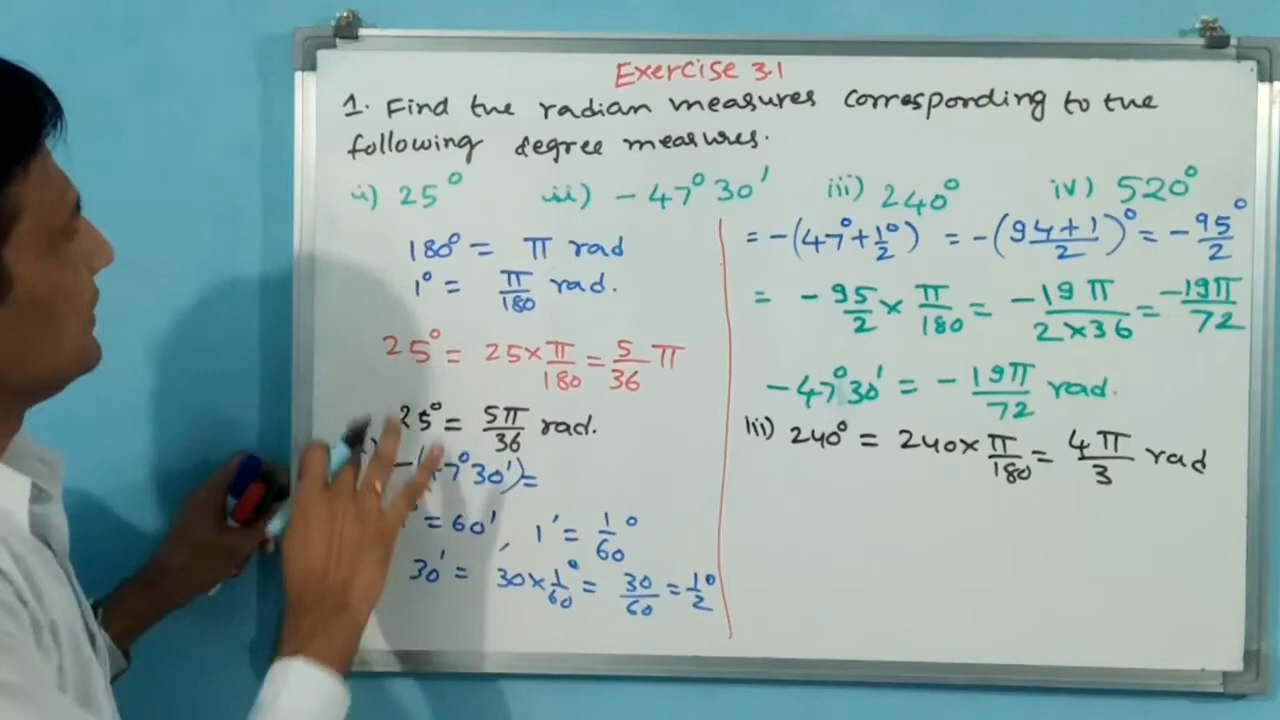 Exercise 3.1
1. Find the radian measures corresponding to the
following degree measures.
i) 25° ii) -47°30' iii) 240° iv) 520°
180° = π rad
1° = π/180 rad.
25° = 25×π/180 = 5/36 π
25° = 5π/36 rad.
-(47°30')=
= 60' , 1' = 1/60°
30' = 30×1/60° = 30/60 = 1/2°
= -(47°+1/2°) = -(94+1/2)° = -95/2°
= -95/2 × π/180 = -19π/2×36 = -19π/72
-47°30' = -19π/72 rad.
iii) 240° = 240×π/180 = 4π/3 rad